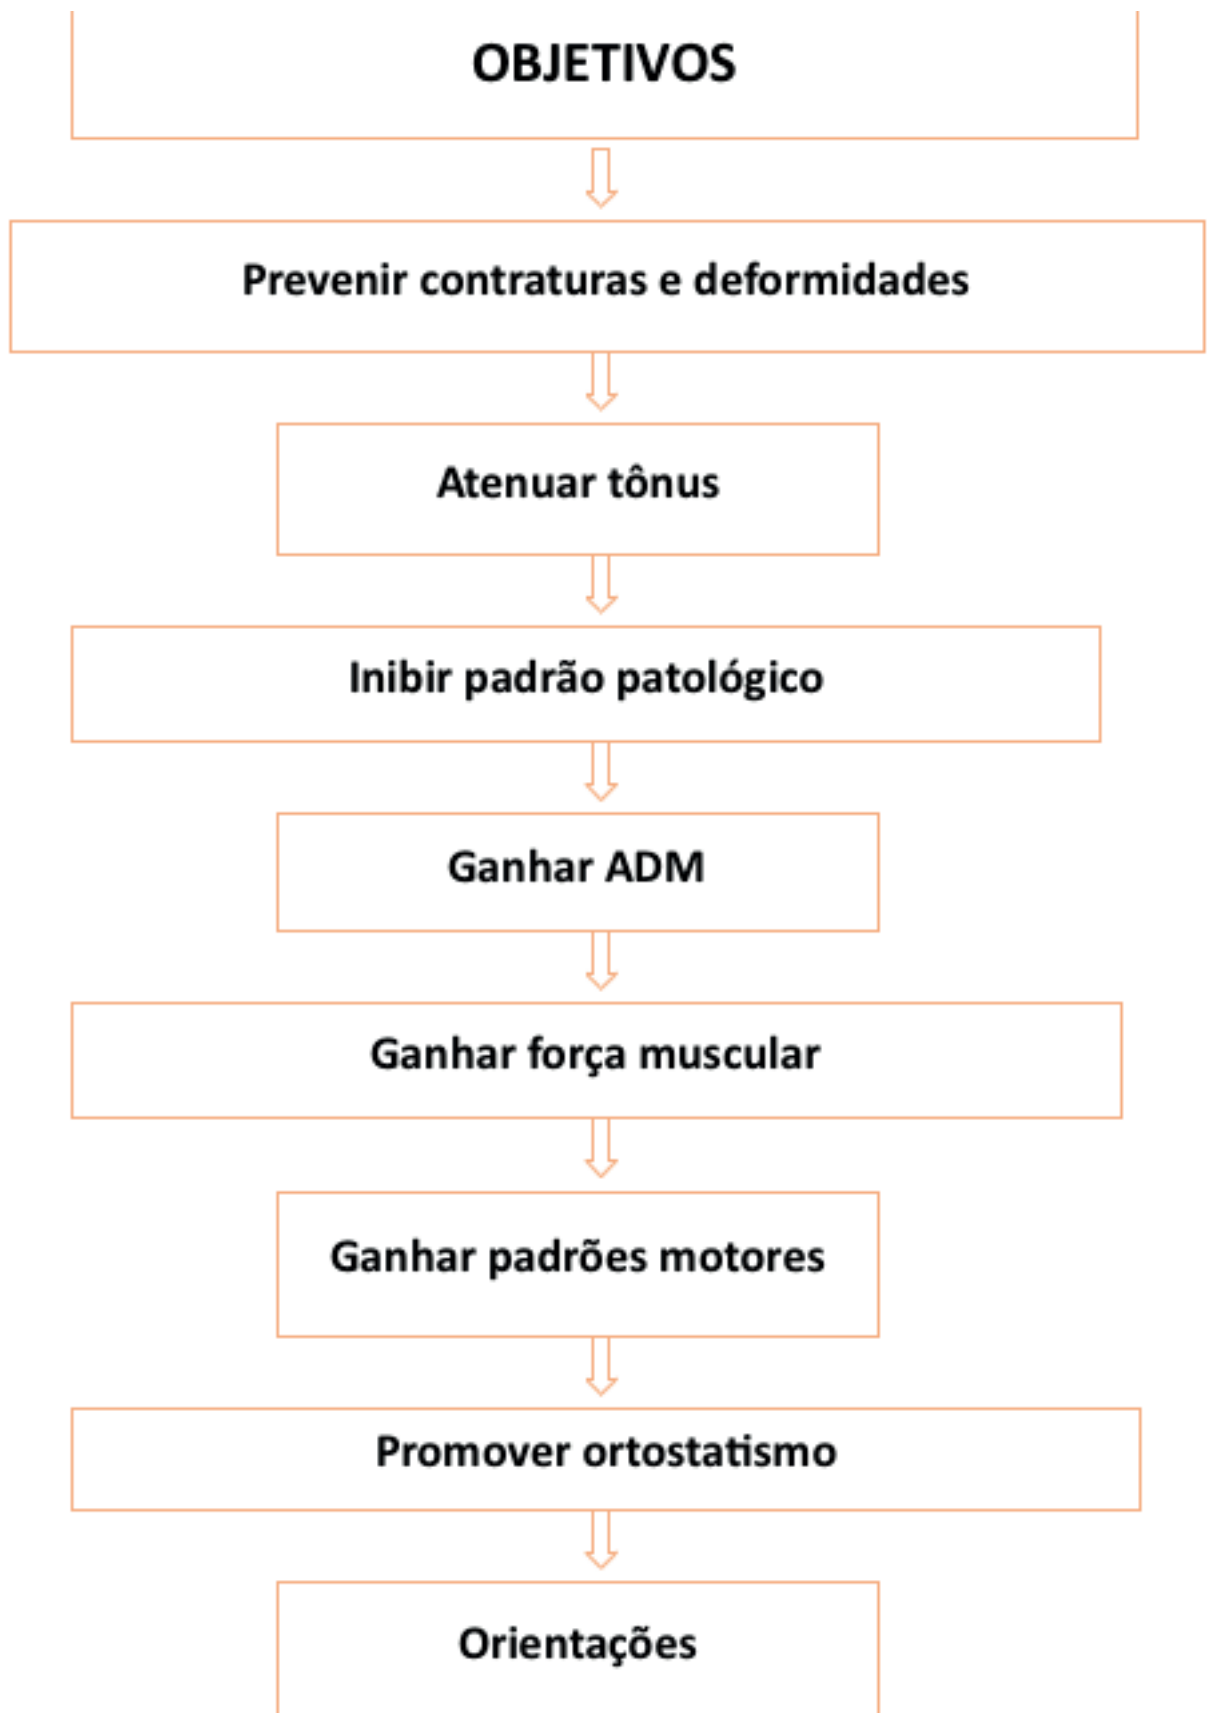 OBJETIVOS
Prevenir contraturas e deformidades
Atenuar tônus
Inibir padrão patológico
Ganhar ADM
Ganhar força muscular
Ganhar padrões motores
Promover ortostatismo
Orientações